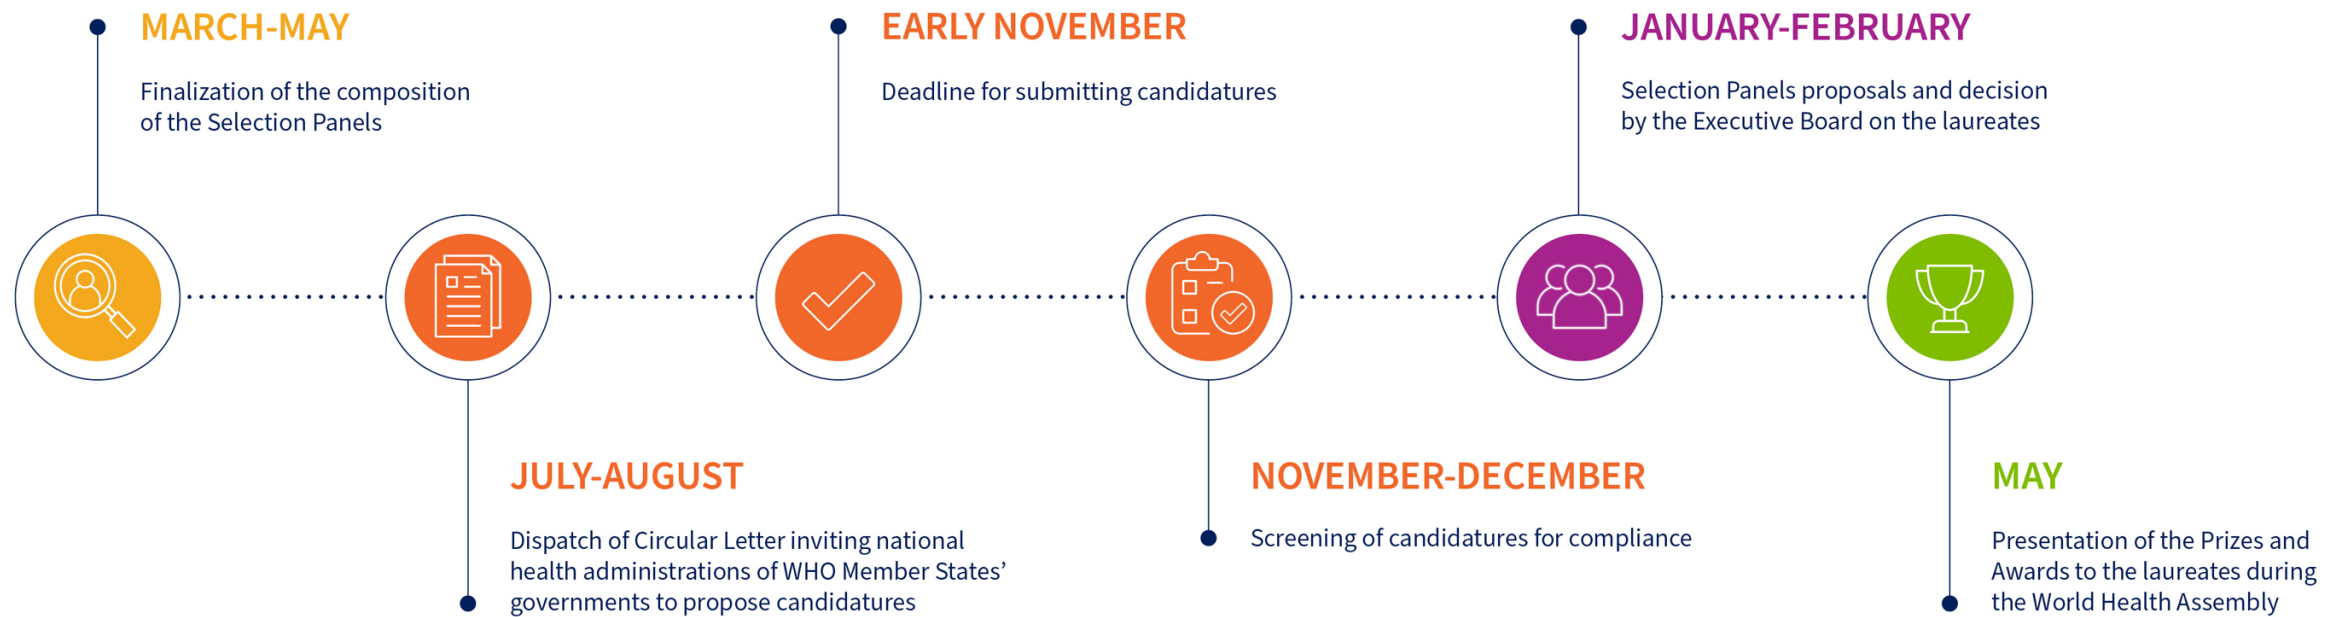 MARCH-MAY
Finalization of the composition
of the Selection Panels
JULY-AUGUST
Dispatch of Circular Letter inviting national
health administrations of WHO Member States’
governments to propose candidatures
EARLY NOVEMBER
Deadline for submitting candidatures
NOVEMBER-DECEMBER
Screening of candidatures for compliance
JANUARY-FEBRUARY
Selection Panels proposals and decision
by the Executive Board on the laureates
MAY
Presentation of the Prizes and
Awards to the laureates during
the World Health Assembly